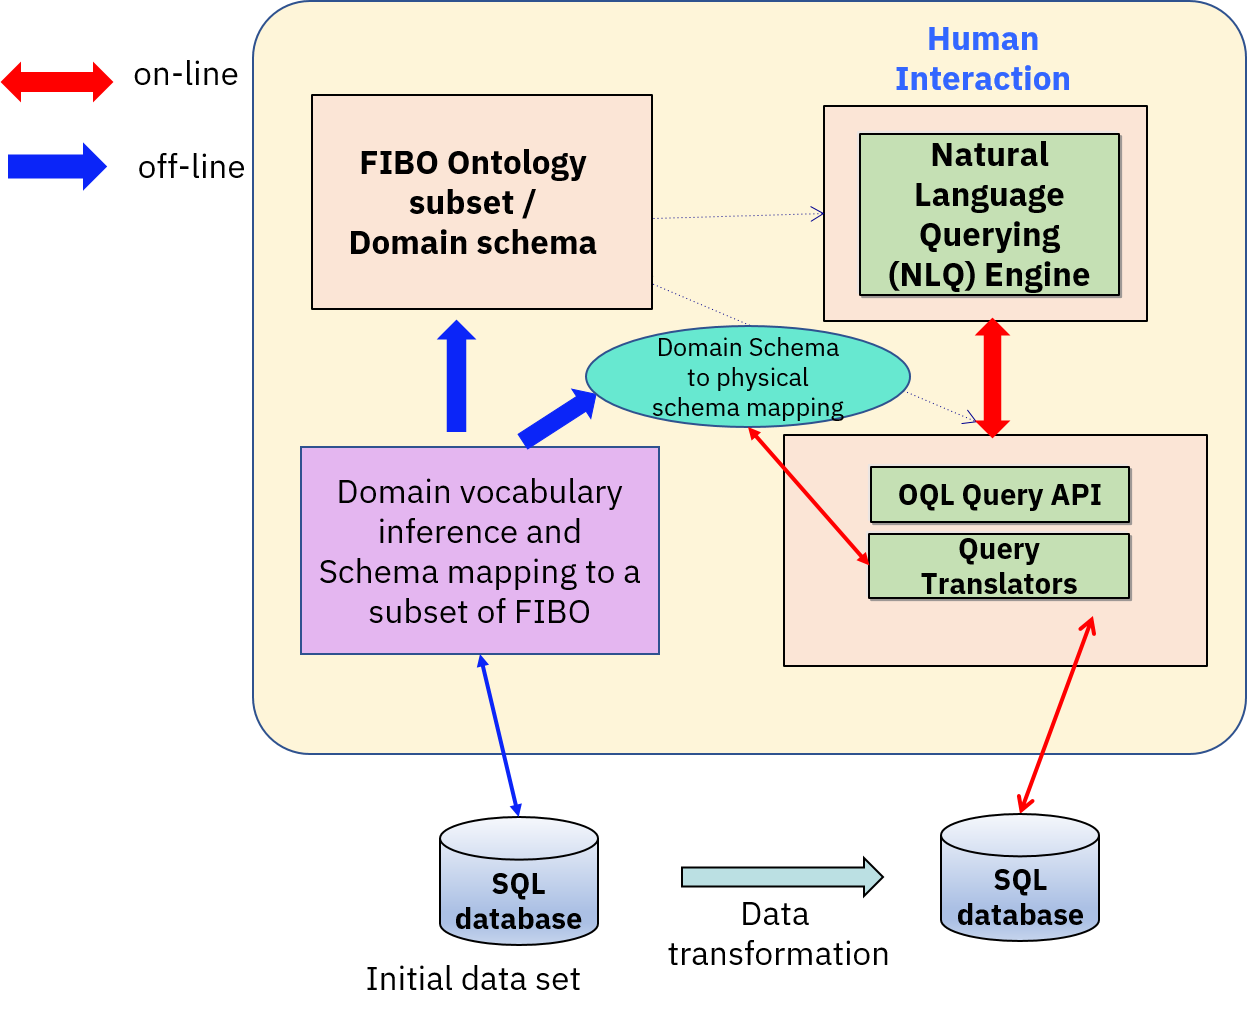 on-line
off-line
Human
Interaction
FIBO Ontology
subset /
Domain schema
Natural
Language
Querying
(NLQ) Engine
Domain Schema
to physical
schema mapping
Domain vocabulary
inference and
Schema mapping to a
subset of FIBO
OQL Query API
Query
Translators
SQL
database
Initial data set
Data
transformation
SQL
database